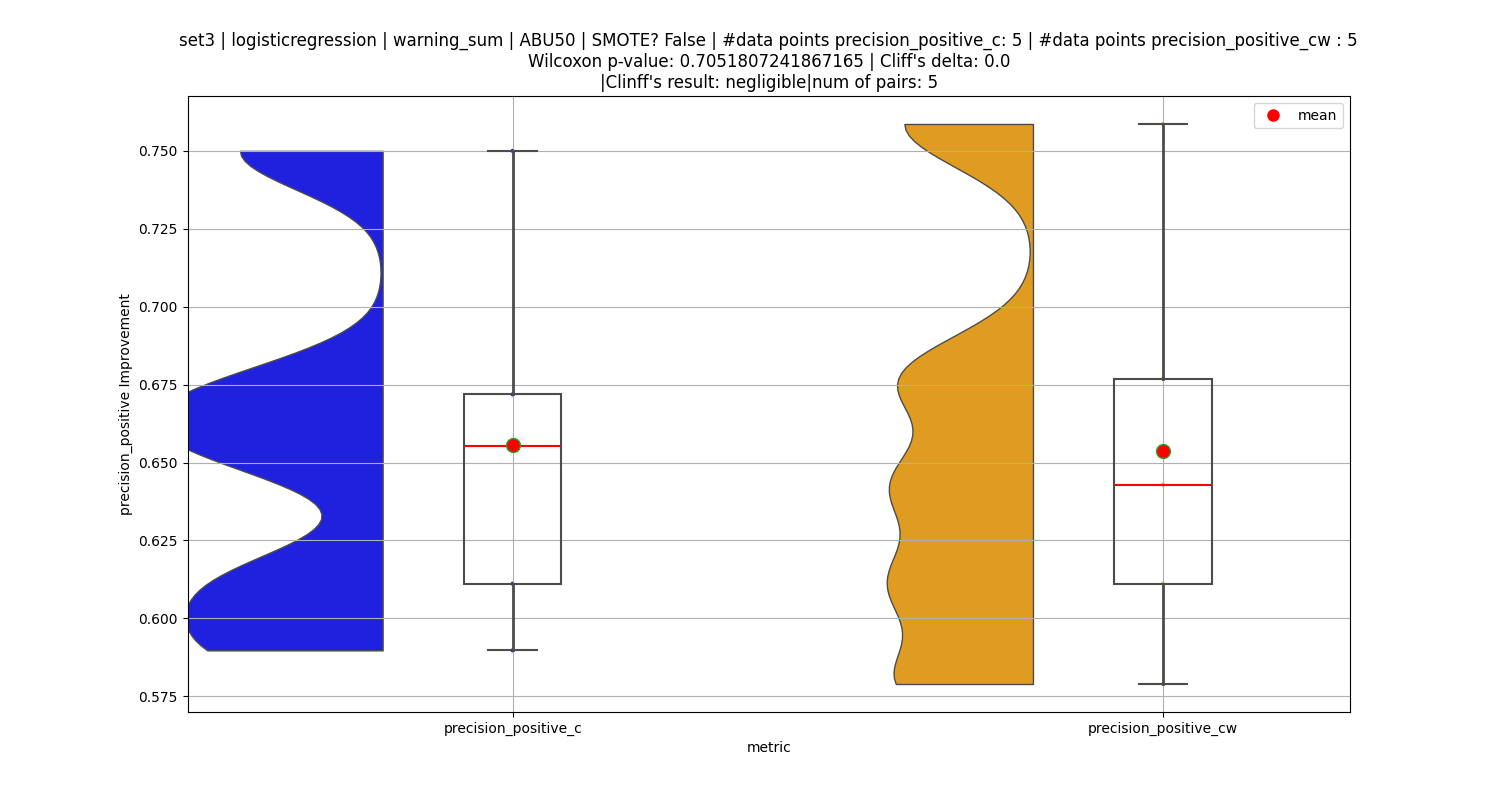 set3 | logisticregression | warning_sum | ABU50 | SMOTE? False | #data points precision_positive_c: 5 | #data points precision_positive_cw : 5
Wilcoxon p-value: 0.7051807241867165 | Cliff's delta: 0.0
|Clinff's result: negligible|num of pairs: 5
mean
0.750
0.725
0.700
0.675
0.650
0.625
0.600
0.575
precision_positive Improvement
precision_positive_c
precision_positive_cw
metric